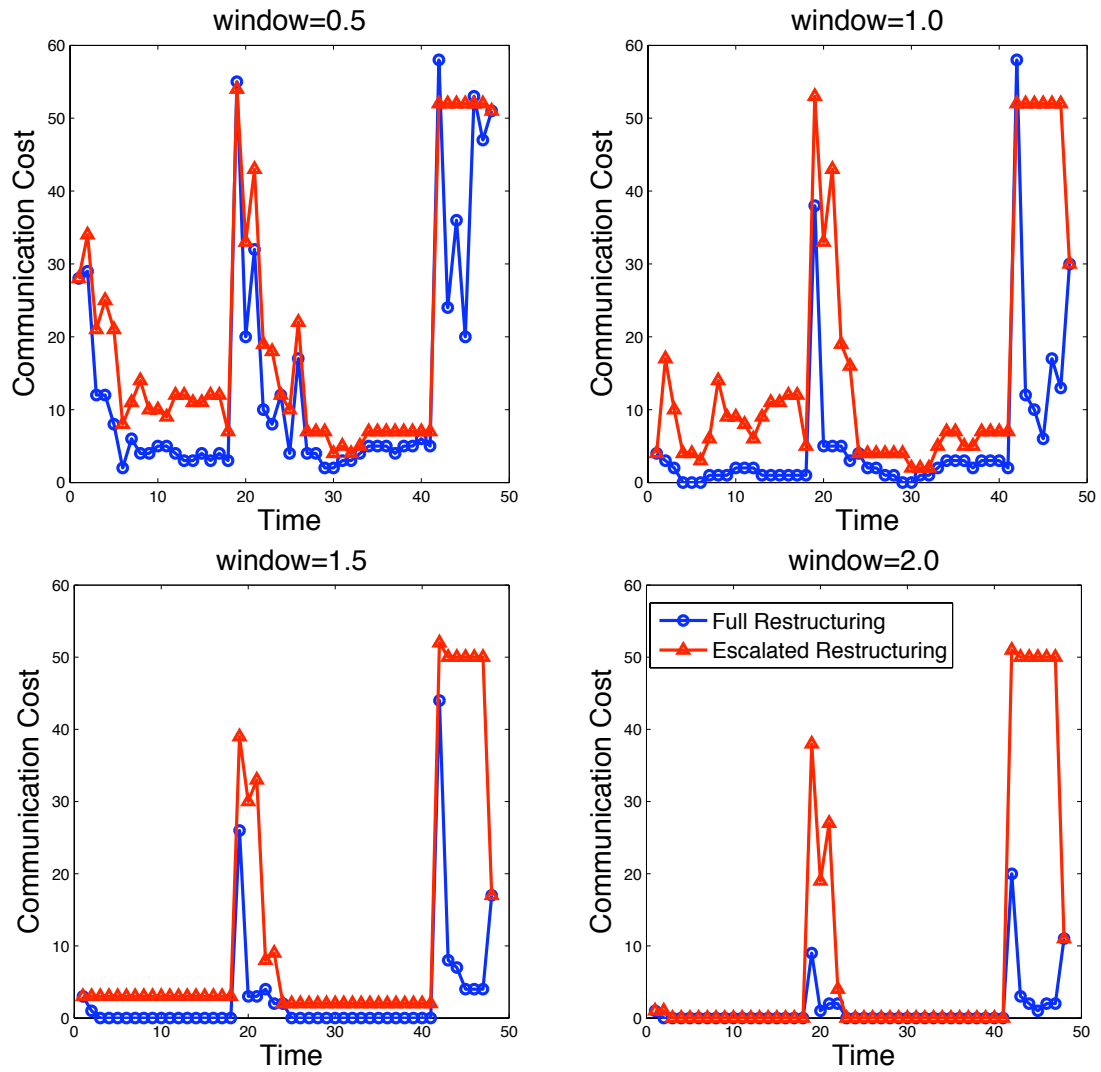 window=0.5
60
50
40
30
20
10
0
Communication Cost
0 10 20 30 40 50
Time
window=1.0
60
50
40
30
20
10
0
Communication Cost
0 10 20 30 40 50
Time
window=1.5
60
50
40
30
20
10
0
Communication Cost
0 10 20 30 40 50
Time
window=2.0
60
50
40
30
20
10
0
Communication Cost
Full Restructuring
Escalated Restructuring
0 10 20 30 40 50
Time